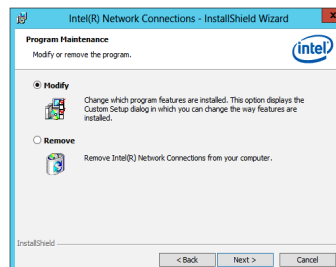 Intel(R) Network Connections - InstallShield Wizard
x
Program Maintenance
Modify or remove the program.
intel
Modify
Change which program features are installed. This option displays the
Custom Setup dialog in which you can change the way features are
installed.
Remove
Remove Intel(R) Network Connections from your computer.
InstallShield
< Back
Next >
Cancel